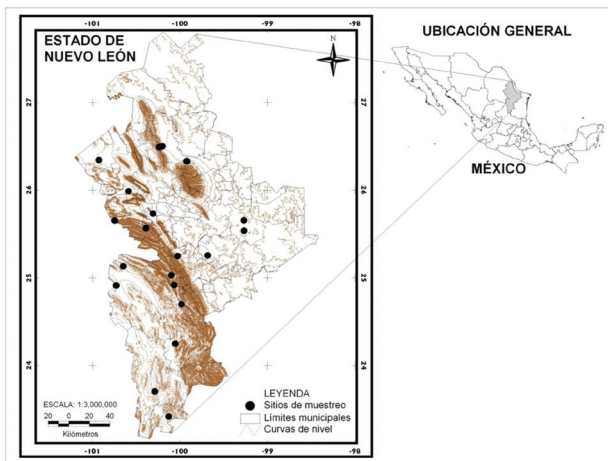 -101 -100 -99
ESTADO DE
NUEVO LEÓN
N
27 27
26 26
25 25
24 24
ESCALA: 1:3,000,000
20 0 20 40
Kilómetros
LEYENDA
Sitios de muestreo
Límites municipales
Curvas de nivel
-101 -100 -99
UBICACIÓN GENERAL
MÉXICO